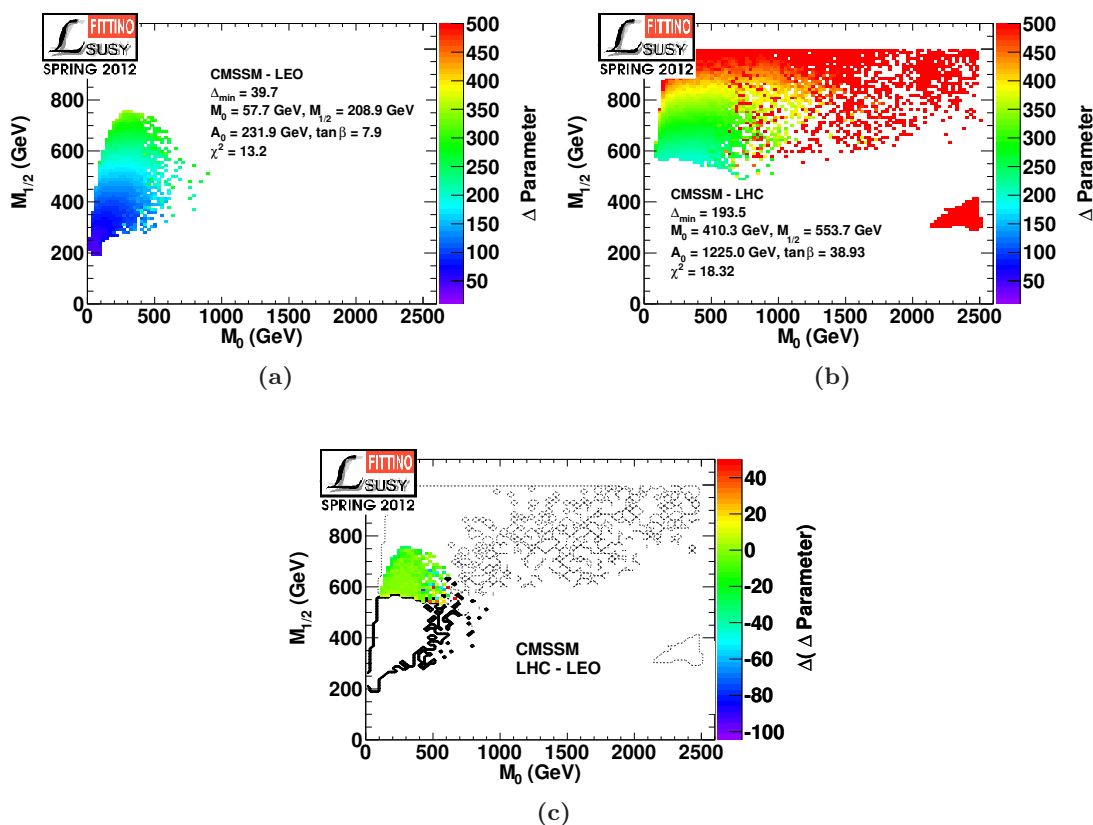 L FITTINO
SUSY
SPRING 2012
CMSSM - LEO
Δmin = 39.7
M0 = 57.7 GeV, M1/2 = 208.9 GeV
A0 = 231.9 GeV, tanβ = 7.9
χ² = 13.2
M1/2 (GeV)
800
600
400
200
0
0 500 1000 1500 2000 2500
M0 (GeV)
500
450
400
350
300
250
200
150
100
50
Δ Parameter
(a)
L FITTINO
SUSY
SPRING 2012
M1/2 (GeV)
800
600
400
200
0
CMSSM - LHC
Δmin = 193.5
M0 = 410.3 GeV, M1/2 = 553.7 GeV
A0 = 1225.0 GeV, tanβ = 38.93
χ² = 18.32
0 500 1000 1500 2000 2500
M0 (GeV)
500
450
400
350
300
250
200
150
100
50
Δ Parameter
(b)
L FITTINO
SUSY
SPRING 2012
M1/2 (GeV)
800
600
400
200
0
CMSSM
LHC - LEO
0 500 1000 1500 2000 2500
M0 (GeV)
40
20
-0
-20
-40
-60
-80
-100
Δ( Δ Parameter)
(c)